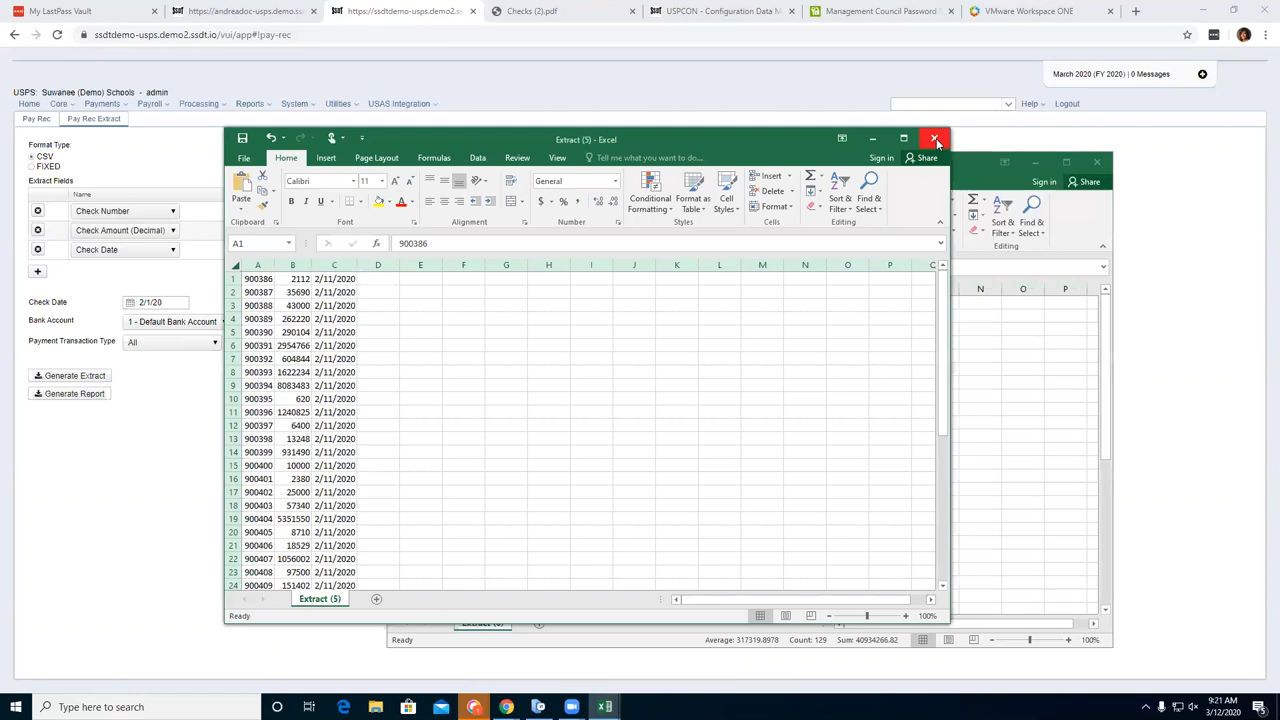 My LastPass Vault
https://andreadoc-usps.demo.ss
https://ssdtdemo-usps.demo2.ss
Checks (2).pdf
USPSCON - Configuration Data M
Management Council Password
VMware Workspace ONE
ssdtdemo-usps.demo2.ssdt.io/vui/app#!pay-rec
March 2020 (FY 2020) | 0 Messages
USPS: Suwanee (Demo) Schools - admin
Home Core Payments Payroll Processing Reports System Utilities USAS Integration Help Logout
Pay Rec Pay Rec Extract
Format Type:
CSV
FIXED
Extract Fields
Name
Check Number
Check Amount (Decimal)
Check Date
Check Date 2/1/20
Bank Account 1 - Default Bank Account
Payment Transaction Type All
Generate Extract
Generate Report
Extract (5) - Excel
File Home Insert Page Layout Formulas Data Review View Tell me what you want to do... Sign in Share
Paste
Clipboard
Calibri 11
B I U
Font
Alignment
General
$ % ,
Number
Conditional Formatting
Format as Table
Cell Styles
Styles
Insert
Delete
Format
Cells
Sort & Filter
Find & Select
Editing
A1 900386
A B C D E F G H I J K L M N O P
1 900386 2112 2/11/2020
2 900387 35690 2/11/2020
3 900388 43000 2/11/2020
4 900389 262220 2/11/2020
5 900390 290104 2/11/2020
6 900391 2954766 2/11/2020
7 900392 604844 2/11/2020
8 900393 1622234 2/11/2020
9 900394 8083483 2/11/2020
10 900395 620 2/11/2020
11 900396 1240825 2/11/2020
12 900397 6400 2/11/2020
13 900398 13248 2/11/2020
14 900399 931490 2/11/2020
15 900400 10000 2/11/2020
16 900401 2380 2/11/2020
17 900402 25000 2/11/2020
18 900403 57340 2/11/2020
19 900404 5351550 2/11/2020
20 900405 8710 2/11/2020
21 900406 18529 2/11/2020
22 900407 1056002 2/11/2020
23 900408 97500 2/11/2020
24 900409 151402 2/11/2020
Extract (5)
Ready 100%
Sign in Share
Sort & Filter
Find & Select
Editing
N O P
Ready Average: 317319.8978 Count: 129 Sum: 40934266.82 100%
Type here to search
9:21 AM
3/12/2020